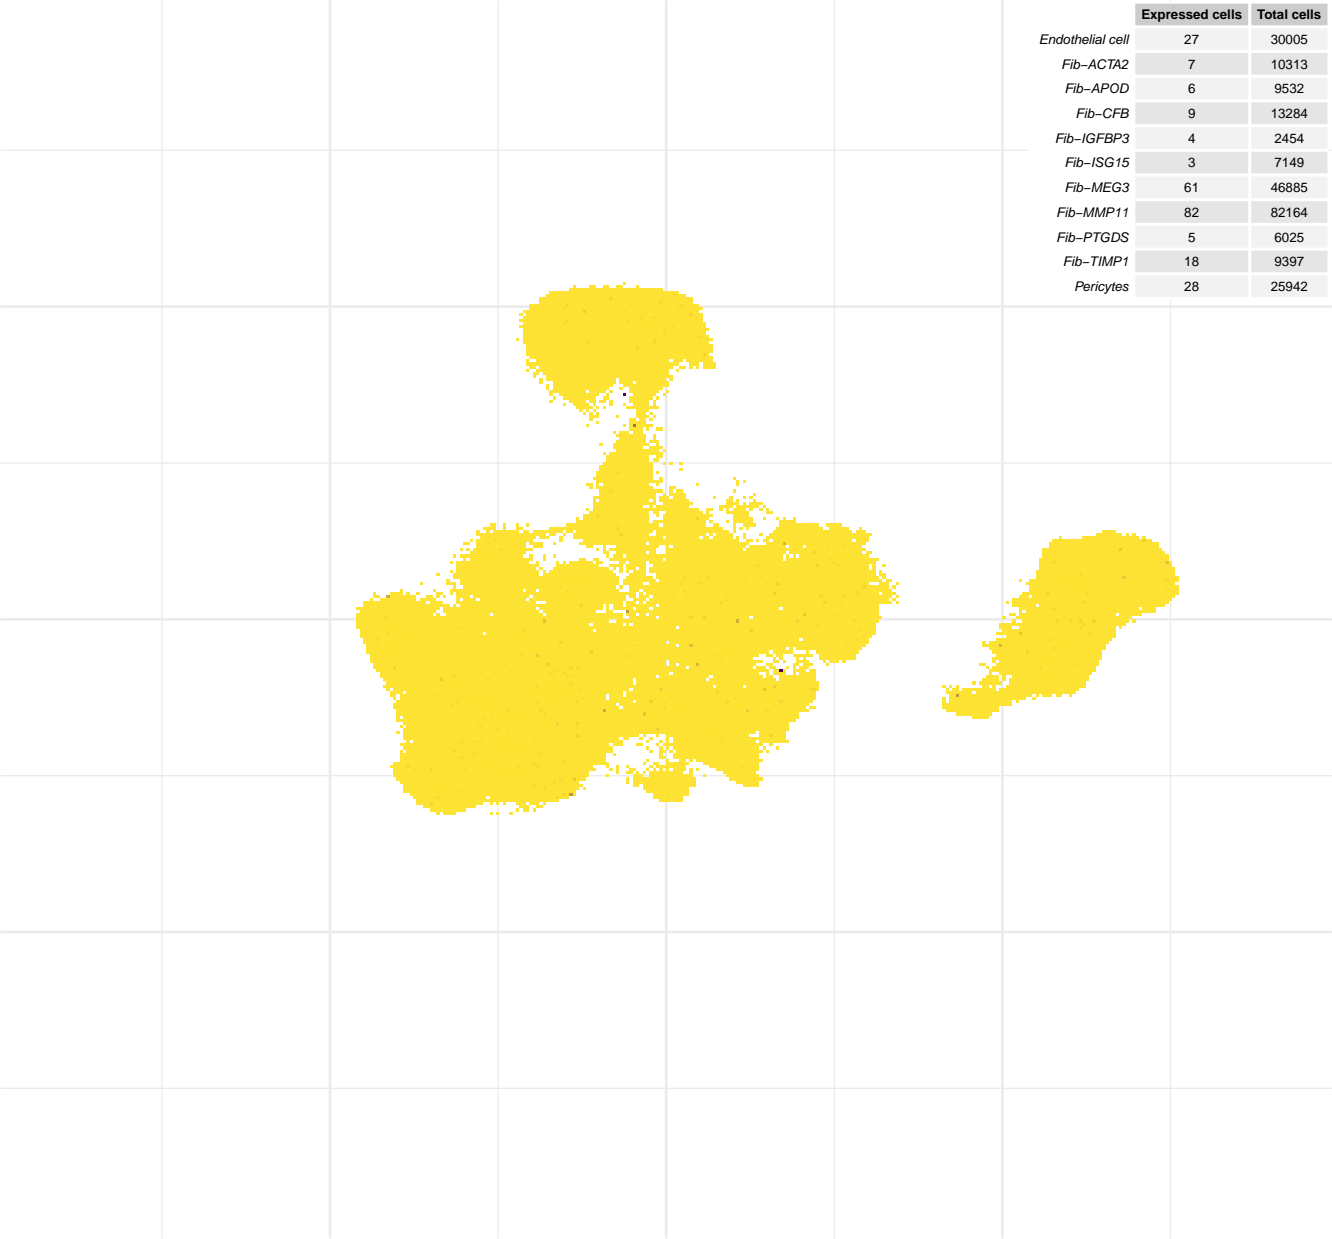 Expressed cells Total cells
Endothelial cell 27 30005
Fib−ACTA2 7 10313
Fib−APOD 6 9532
Fib−CFB 9 13284
Fib−IGFBP3 4 2454
Fib−ISG15 3 7149
Fib−MEG3 61 46885
Fib−MMP11 82 82164
Fib−PTGDS 5 6025
Fib−TIMP1 18 9397
Pericytes 28 25942